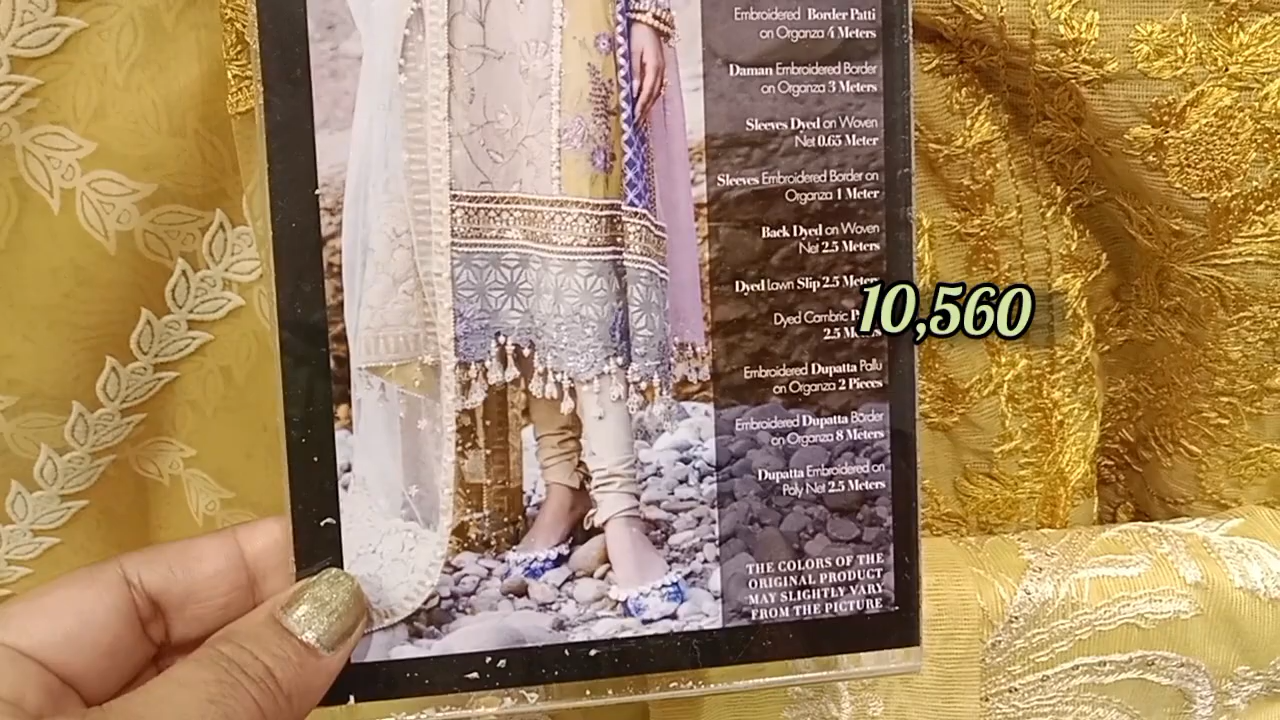 Embroidered Border Patti
on Organza 4 Meters
Daman Embroidered Border
on Organza 3 Meters
Sleeves Dyed on Woven
Net 0.65 Meter
Sleeves Embroidered Border on
Organza 1 Meter
Back Dyed on Woven
Net 2.5 Meters
Dyed Lawn Slip 2.5 Meters
10,560
Dyed Cambric
2.5 Meters
Embroidered Dupatta Pallu
on Organza 2 Pieces
Embroidered Dupatta Border
on Organza 8 Meters
Dupatta Embroidered on
Poly Net 2.5 Meters
THE COLORS OF THE
ORIGINAL PRODUCT
MAY SLIGHTLY VARY
FROM THE PICTURE